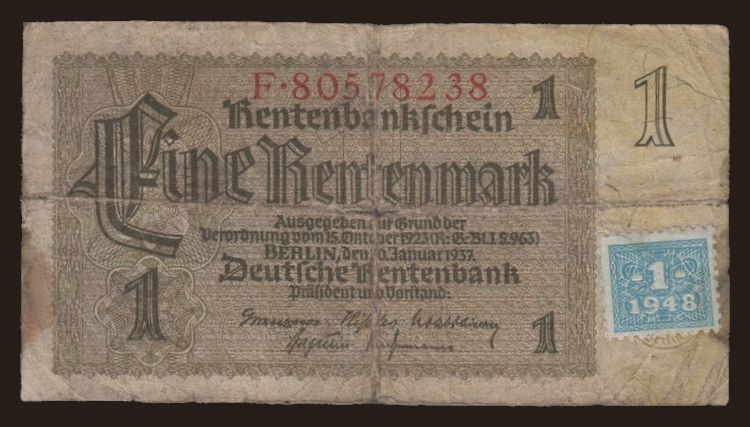 F·80578238
1
Rentenbankschein
1
Eine Rentenmark
Ausgegeben auf Grund der
Verordnung vom 15. Oktober 1923 (R-G-Bl. I S. 963)
BERLIN, den 30. Januar 1937.
Deutsche Rentenbank
Präsident und Vorstand:
1
1
-1-
1948